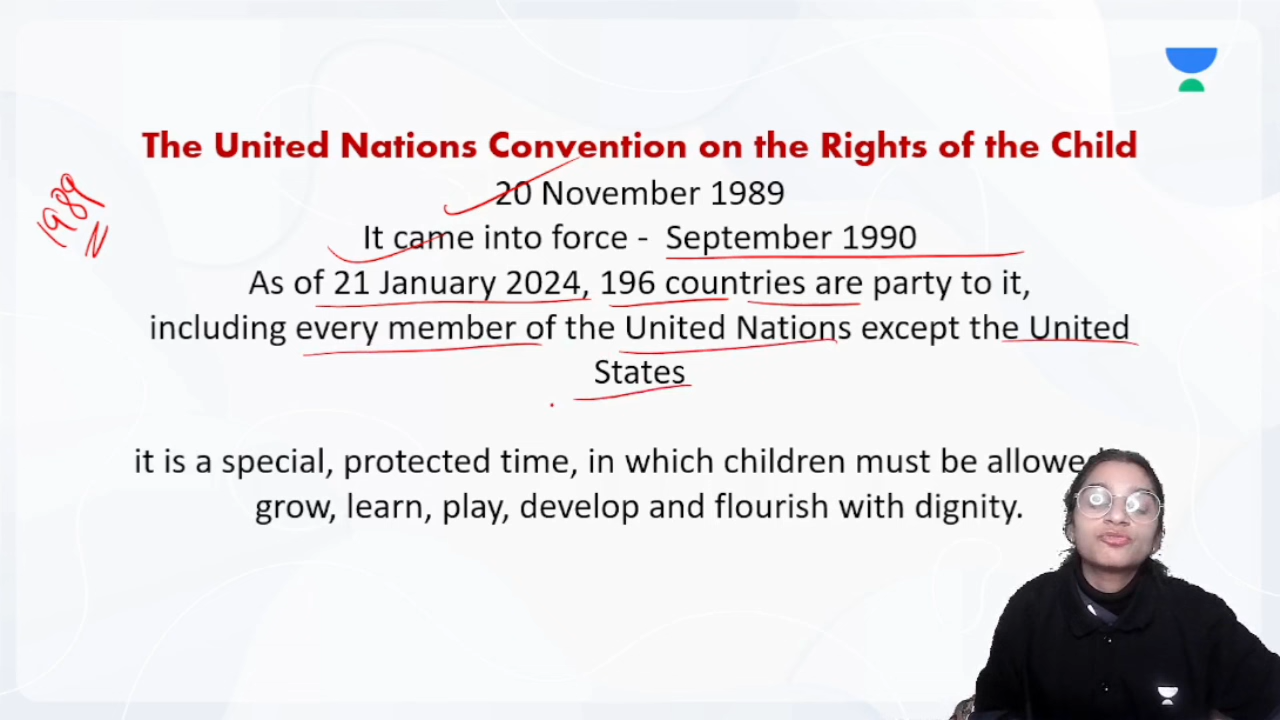 The United Nations Convention on the Rights of the Child
20 November 1989
It came into force - September 1990
As of 21 January 2024, 196 countries are party to it,
including every member of the United Nations except the United
States
it is a special, protected time, in which children must be allowed
grow, learn, play, develop and flourish with dignity.
1989